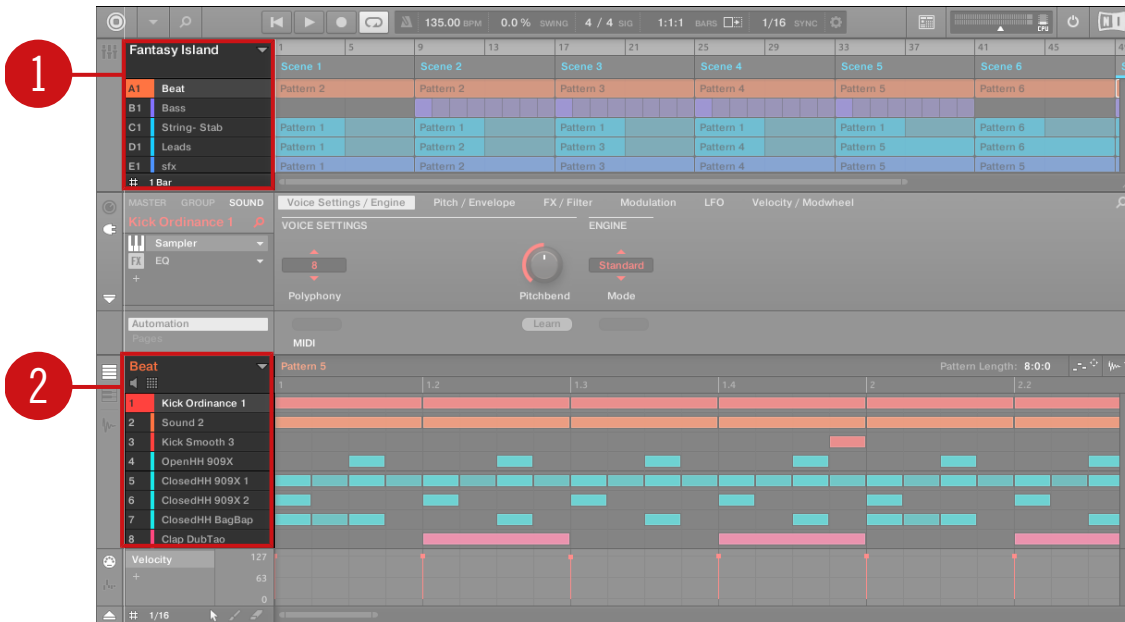 135.00 BPM 0.0 % SWING 4 / 4 SIG 1:1:1 BARS 1/16 SYNC CPU
1
Fantasy Island 1 5 9 13 17 21 25 29 33 37 41 45
Scene 1 Scene 2 Scene 3 Scene 4 Scene 5 Scene 6
A1 Beat Pattern 2 Pattern 2 Pattern 3 Pattern 4 Pattern 5 Pattern 6
B1 Bass
C1 String- Stab Pattern 1 Pattern 1 Pattern 1 Pattern 1 Pattern 1 Pattern 6
D1 Leads Pattern 1 Pattern 2 Pattern 3 Pattern 4 Pattern 5 Pattern 6
E1 sfx Pattern 1 Pattern 2 Pattern 3 Pattern 4 Pattern 5 Pattern 5
1 Bar
MASTER GROUP SOUND Voice Settings / Engine Pitch / Envelope FX / Filter Modulation LFO Velocity / Modwheel
Kick Ordinance 1 VOICE SETTINGS ENGINE
Sampler
FX EQ 8 Standard
+
Polyphony Pitchbend Mode
Automation Learn
Pages MIDI
2
Beat Pattern 5 Pattern Length: 8:0:0
1 1.2 1.3 1.4 2 2.2
1 Kick Ordinance 1
2 Sound 2
3 Kick Smooth 3
4 OpenHH 909X
5 ClosedHH 909X 1
6 ClosedHH 909X 2
7 ClosedHH BagBap
8 Clap DubTao
Velocity 127
+ 63
0
1/16